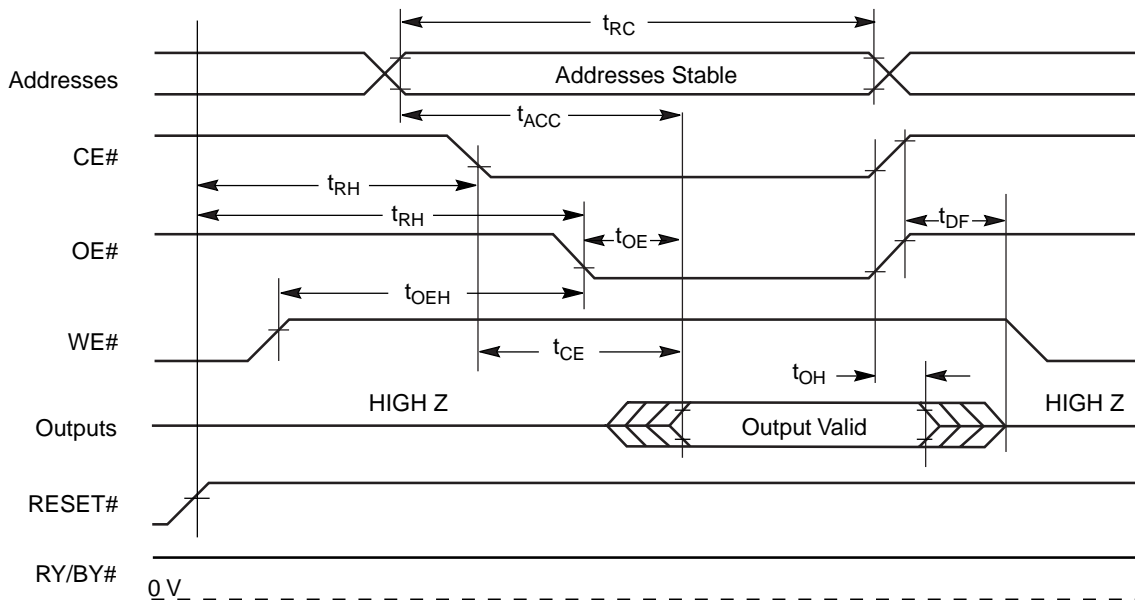 tRC
Addresses
Addresses Stable
tACC
CE#
tRH
tRH
tDF
OE#
tOE
tOEH
WE#
tCE
tOH
HIGH Z
HIGH Z
Outputs
Output Valid
RESET#
RY/BY#
0 V